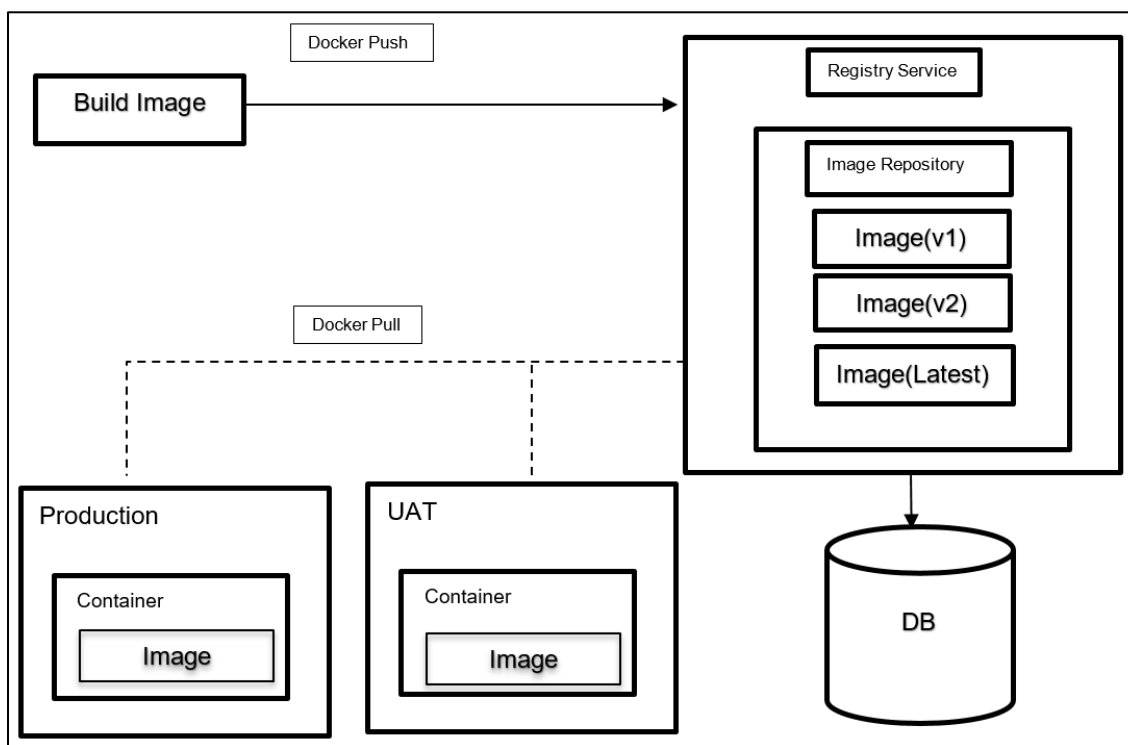 Docker Push
Build Image
Registry Service
Image Repository
Image(v1)
Image(v2)
Image(Latest)
Docker Pull
Production
Container
Image
UAT
Container
Image
DB